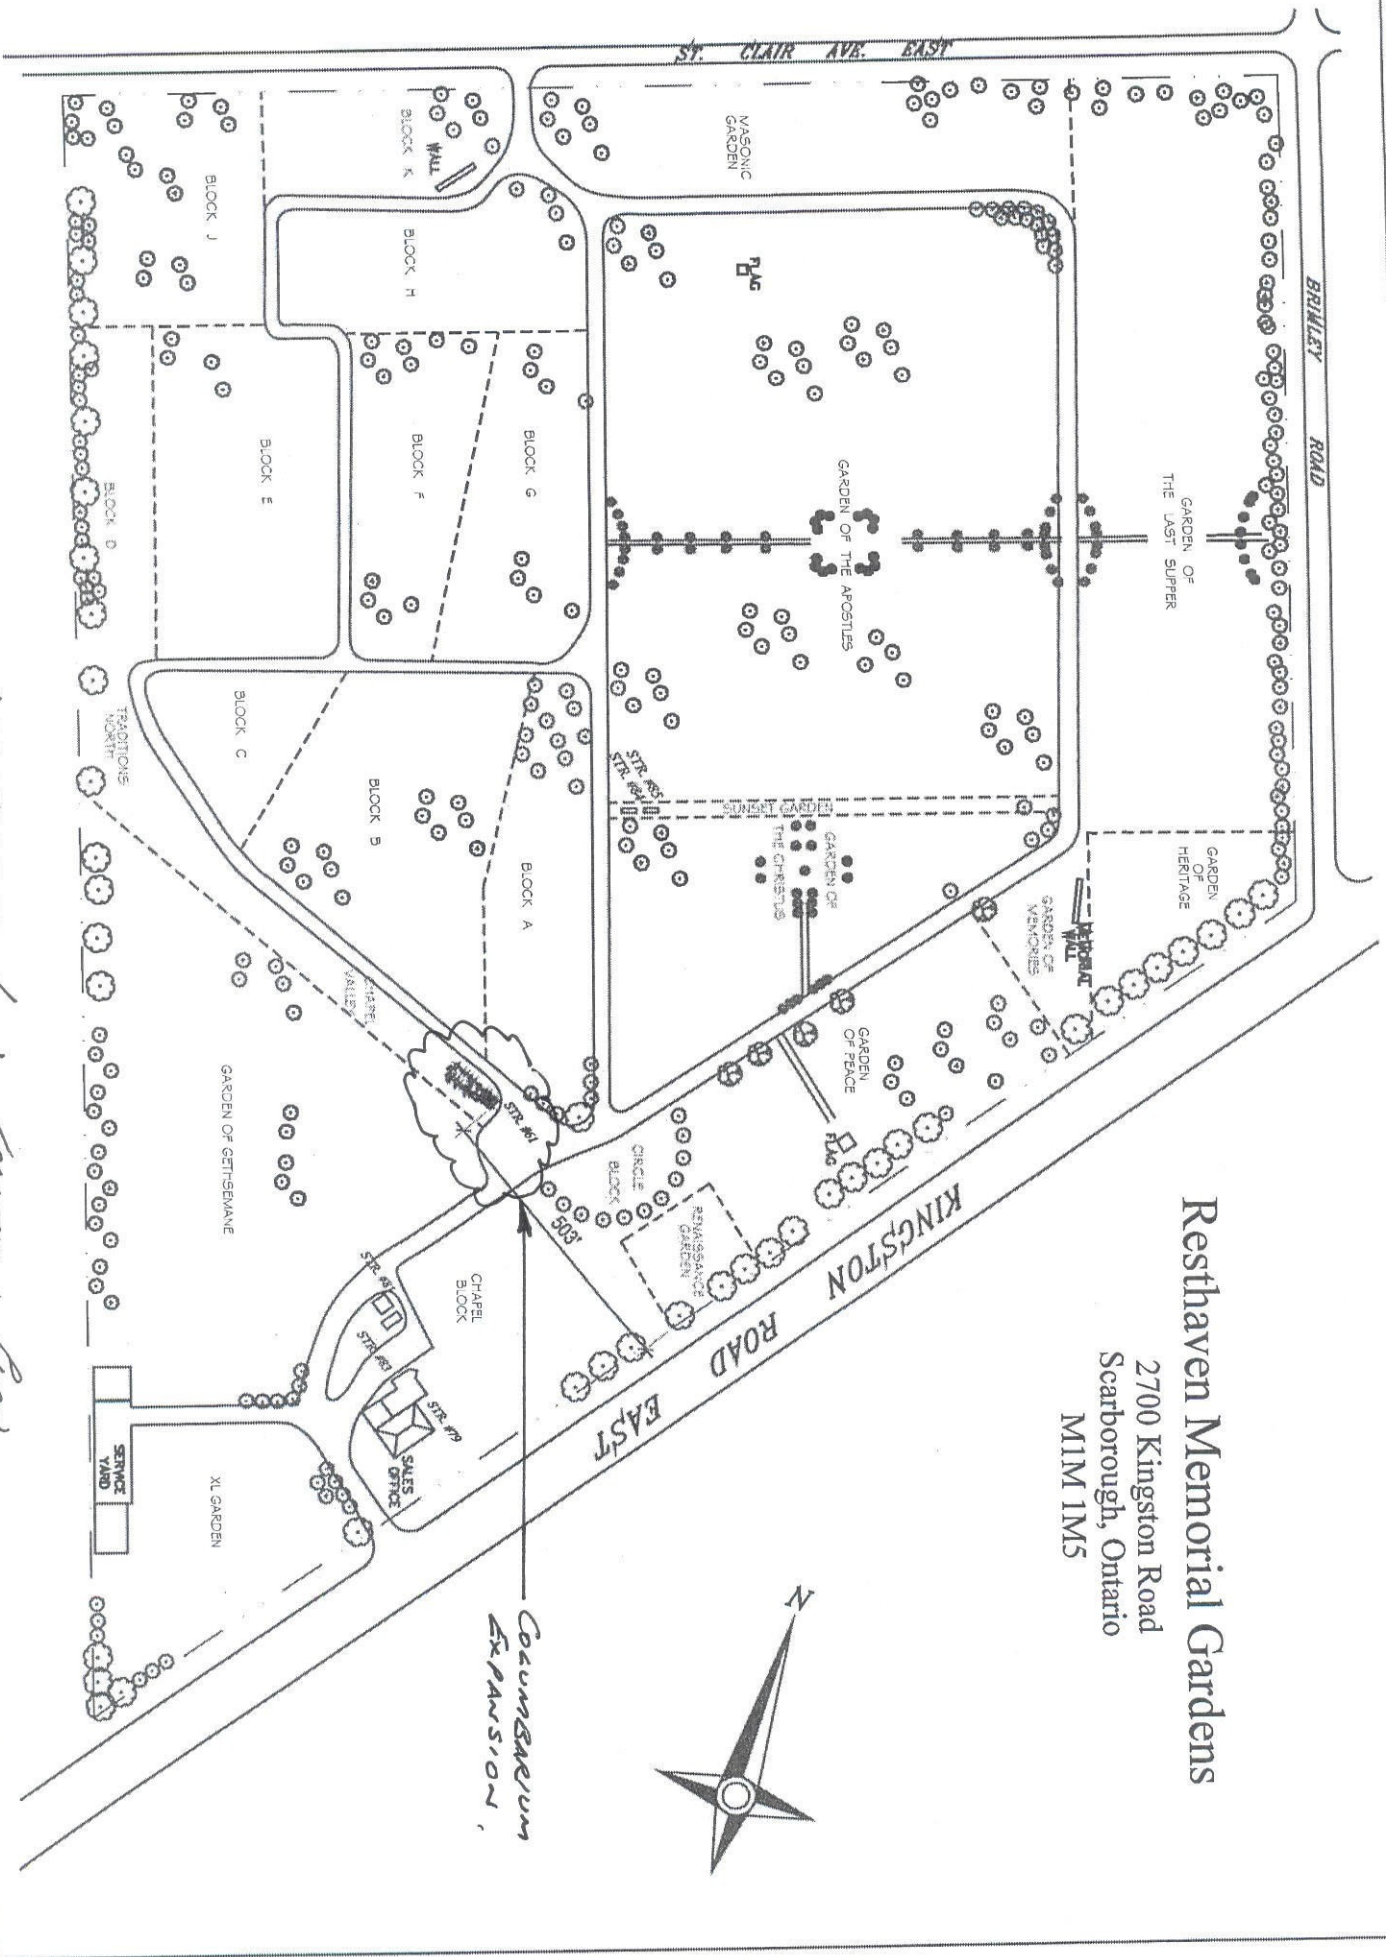 Resthaven Memorial Gardens
2700 Kingston Road
Scarborough, Ontario
M1M 1M5
BRIMLEY ROAD
ST. CLAIR AVE. EAST
KINGSTON ROAD EAST
GARDEN OF
THE LAST SUPPER
GARDEN
OF
HERITAGE
MEMORIAL
WALL
GARDEN OF
MEMORIES
MASONIC
GARDEN
FLAG
GARDEN OF THE APOSTLES
SUNSET GARDEN
GARDEN OF
THE CHRISTUS
GARDEN
OF PEACE
FLAG
STR. #85
STR. #84
CIRCLE
BLOCK
RENAISSANCE
GARDEN
503'
BLOCK K
WALL
BLOCK H
BLOCK J
BLOCK G
BLOCK F
BLOCK E
BLOCK D
BLOCK A
BLOCK B
BLOCK C
TRADITIONS
NORTH
CHAPEL
VALLEY
STR. #61
GARDEN OF GETHSEMANE
CHAPEL
BLOCK
STR. #81
STR. #83
STR. #79
SALES
OFFICE
SERVICE
YARD
XL GARDEN
N
COLUMBARIUM
EXPANSION.